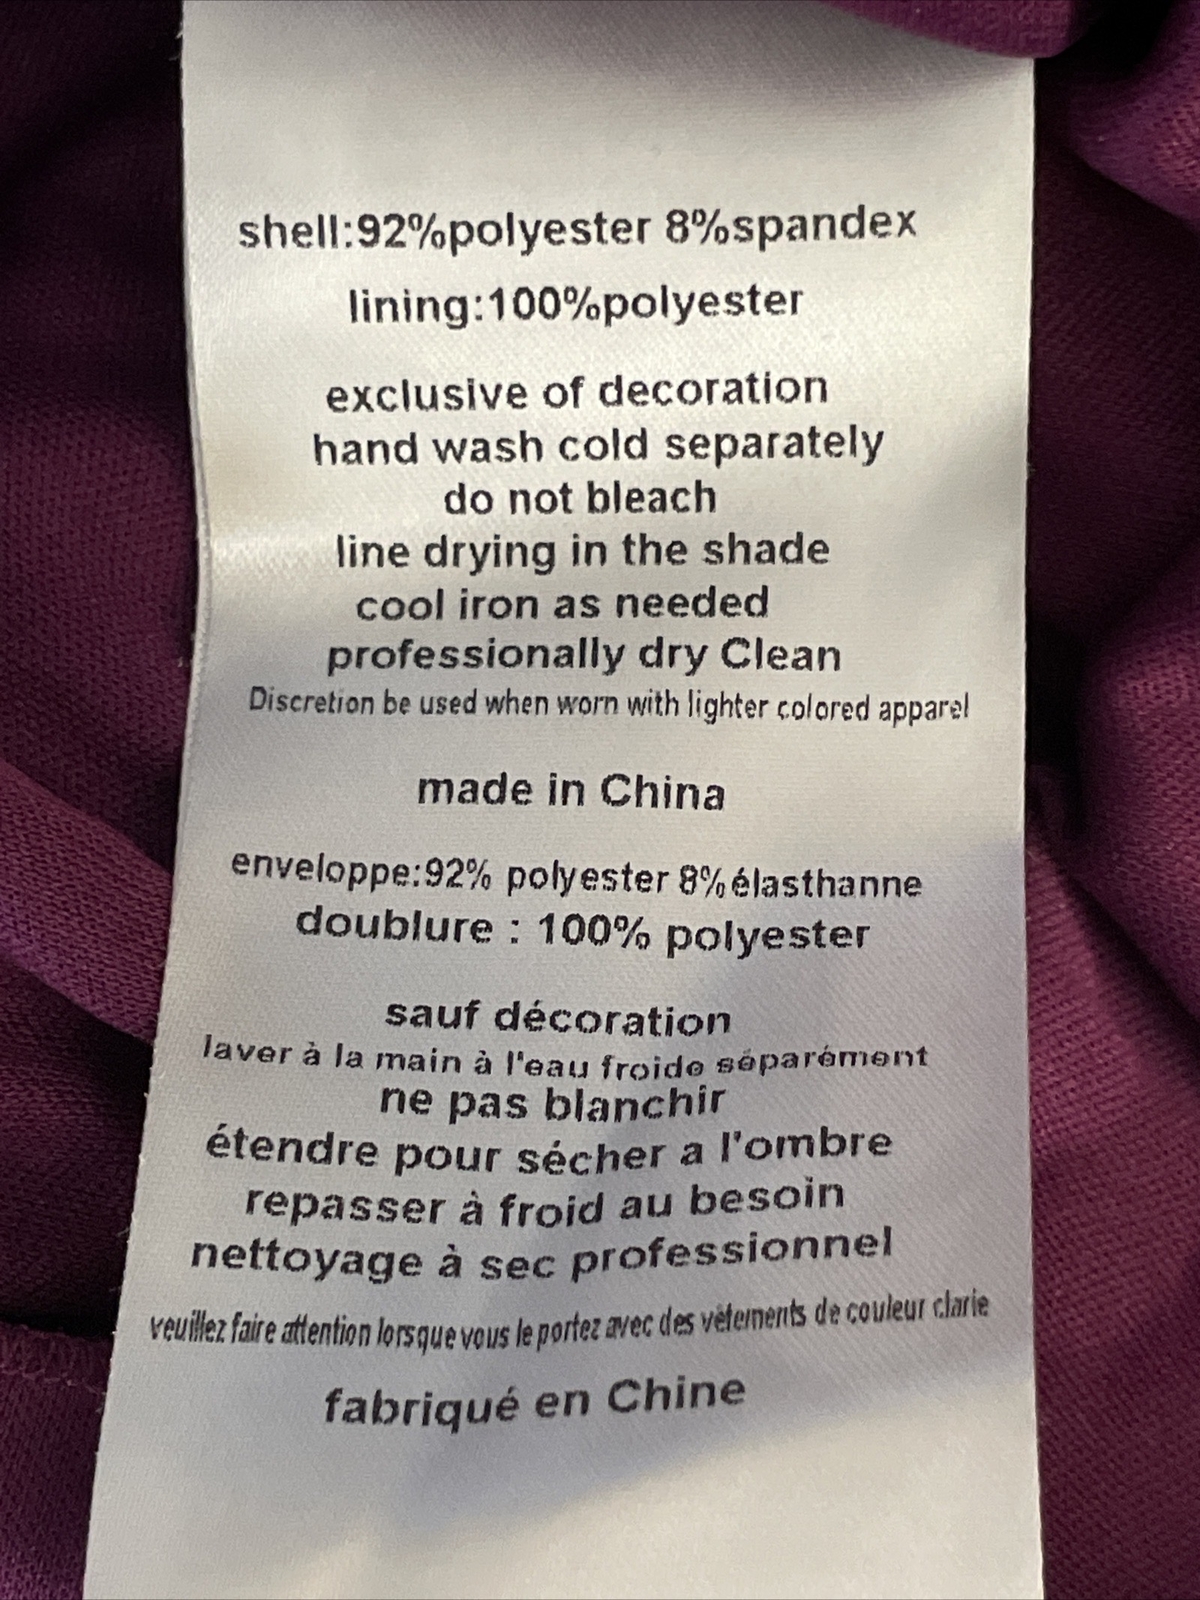 shell:92%polyester 8%spandex
lining:100%polyester
exclusive of decoration
hand wash cold separately
do not bleach
line drying in the shade
cool iron as needed
professionally dry Clean
Discretion be used when worn with lighter colored apparel
made in China
enveloppe:92% polyester 8%élasthanne
doublure : 100% polyester
sauf décoration
laver à la main à l'eau froide séparément
ne pas blanchir
étendre pour sécher a l'ombre
repasser à froid au besoin
nettoyage à sec professionnel
veuillez faire attention lorsque vous le portez avec des vêtements de couleur clarie
fabriqué en Chine